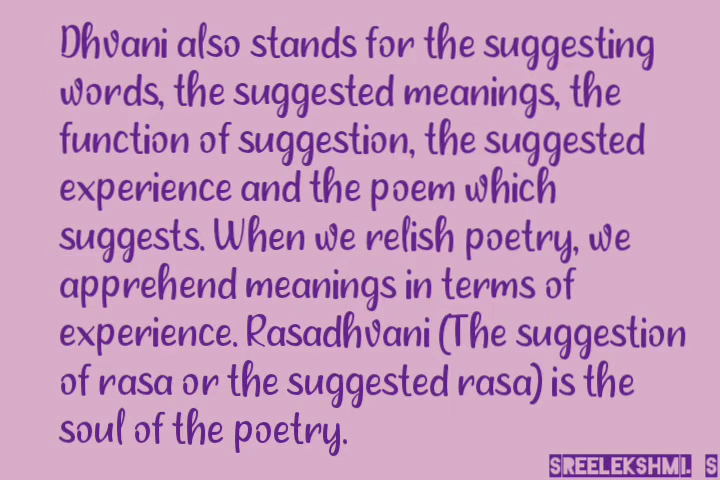 Dhvani also stands for the suggesting
words, the suggested meanings, the
function of suggestion, the suggested
experience and the poem which
suggests. When we relish poetry, we
apprehend meanings in terms of
experience. Rasadhvani (The suggestion
of rasa or the suggested rasa) is the
soul of the poetry.
SREELEKSHMI. S